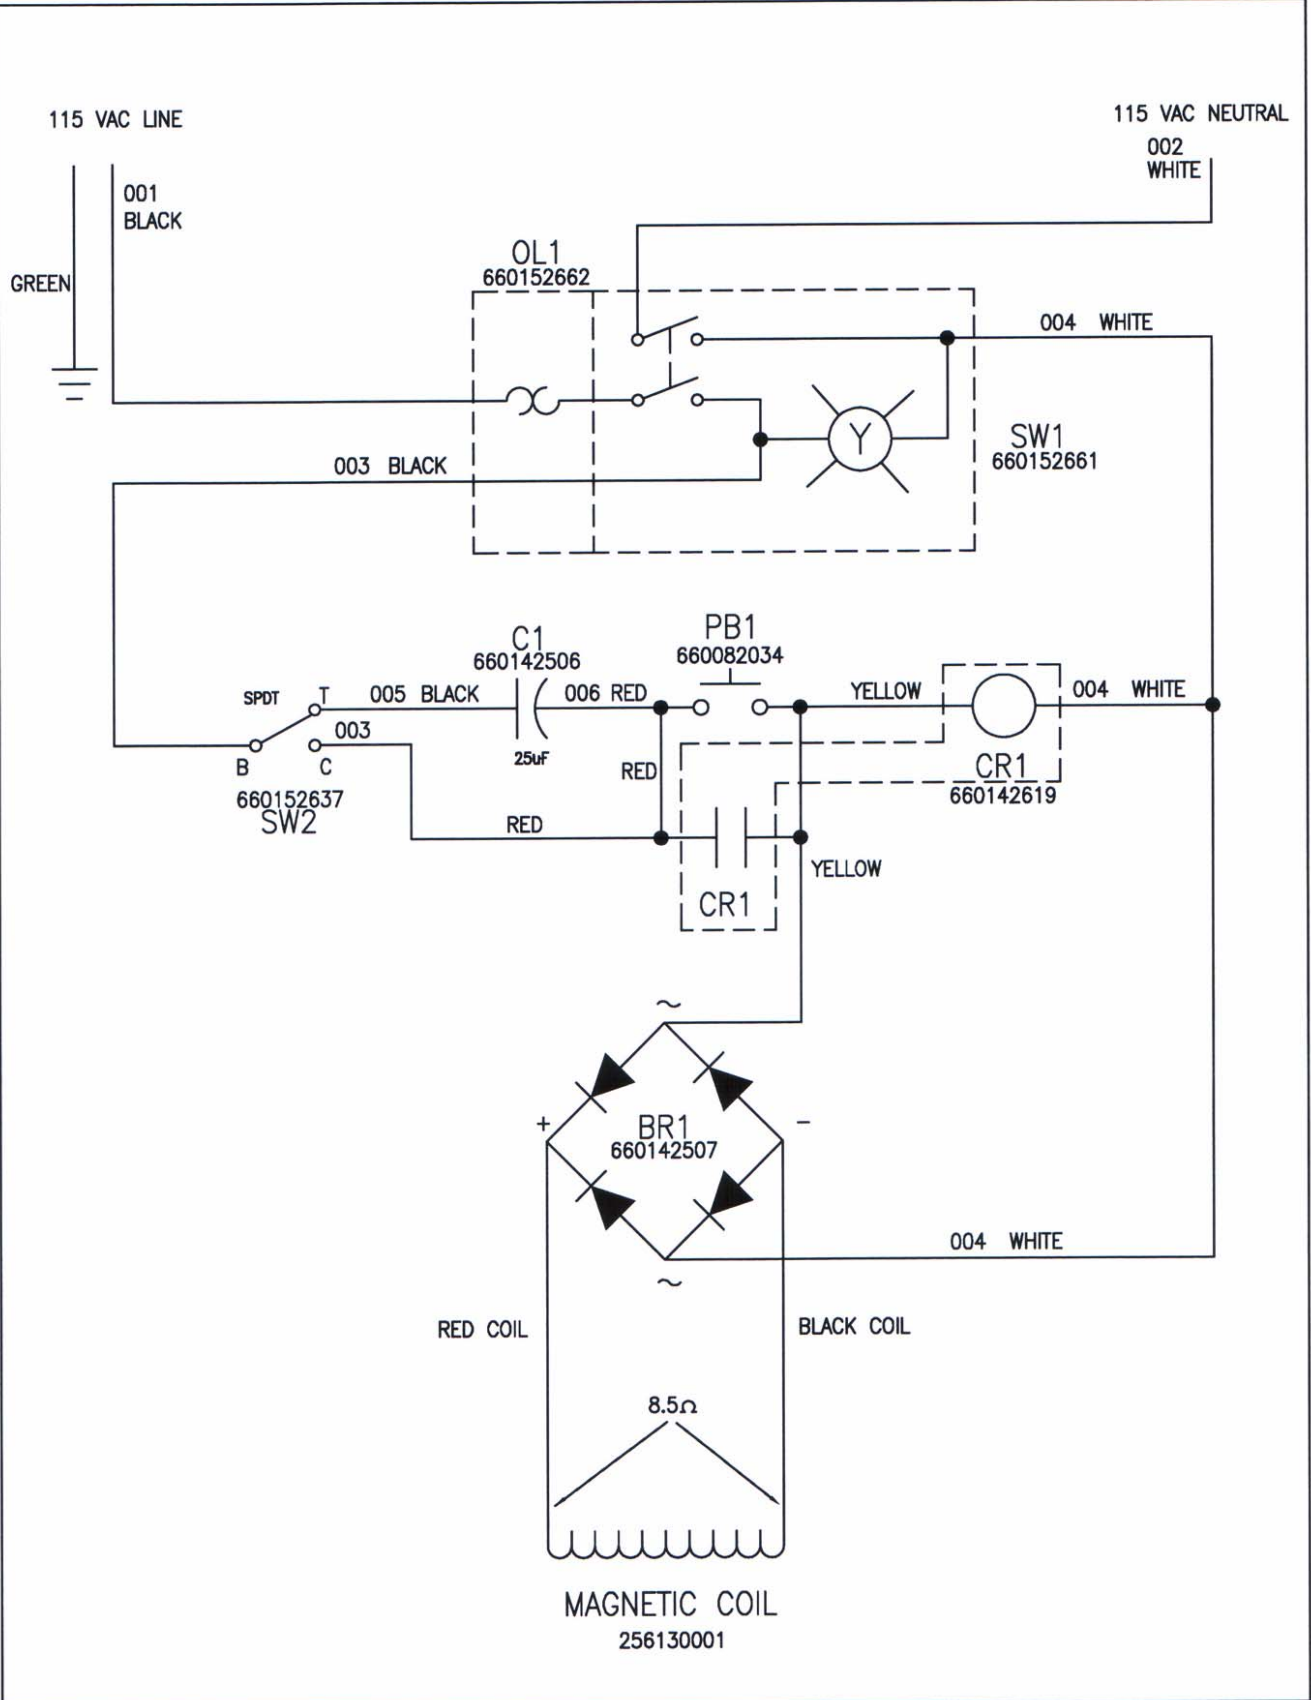 115 VAC LINE
115 VAC NEUTRAL
002
WHITE
001
BLACK
GREEN
OL1
660152662
004 WHITE
SW1
660152661
003 BLACK
PB1
660082034
C1
660142506
SPDT T
005 BLACK
006 RED
YELLOW
004 WHITE
003
B
C
25uF
RED
CR1
660142619
660152637
SW2
RED
YELLOW
CR1
~
+
BR1
660142507
−
004 WHITE
~
RED COIL
BLACK COIL
8.5Ω
MAGNETIC COIL
256130001
Y